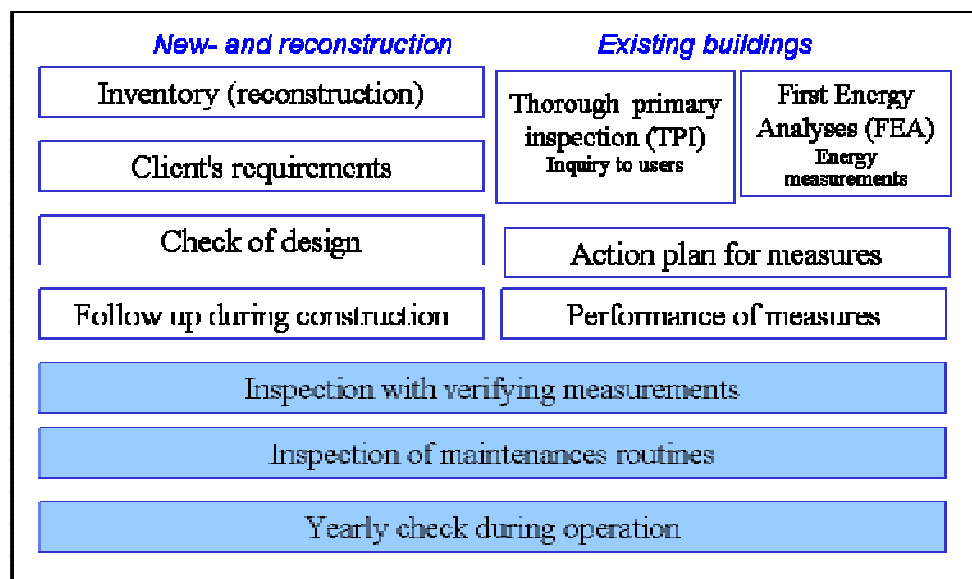 New- and reconstruction
Inventory (reconstruction)
Client's requirements
Check of design
Follow up during construction
Existing buildings
Thorough primary
inspection (TPI)
Inquiry to users
First Energy
Analyses (FEA)
Energy
measurements
Action plan for measures
Performance of measures
Inspection with verifying measurements
Inspection of maintenances routines
Yearly check during operation